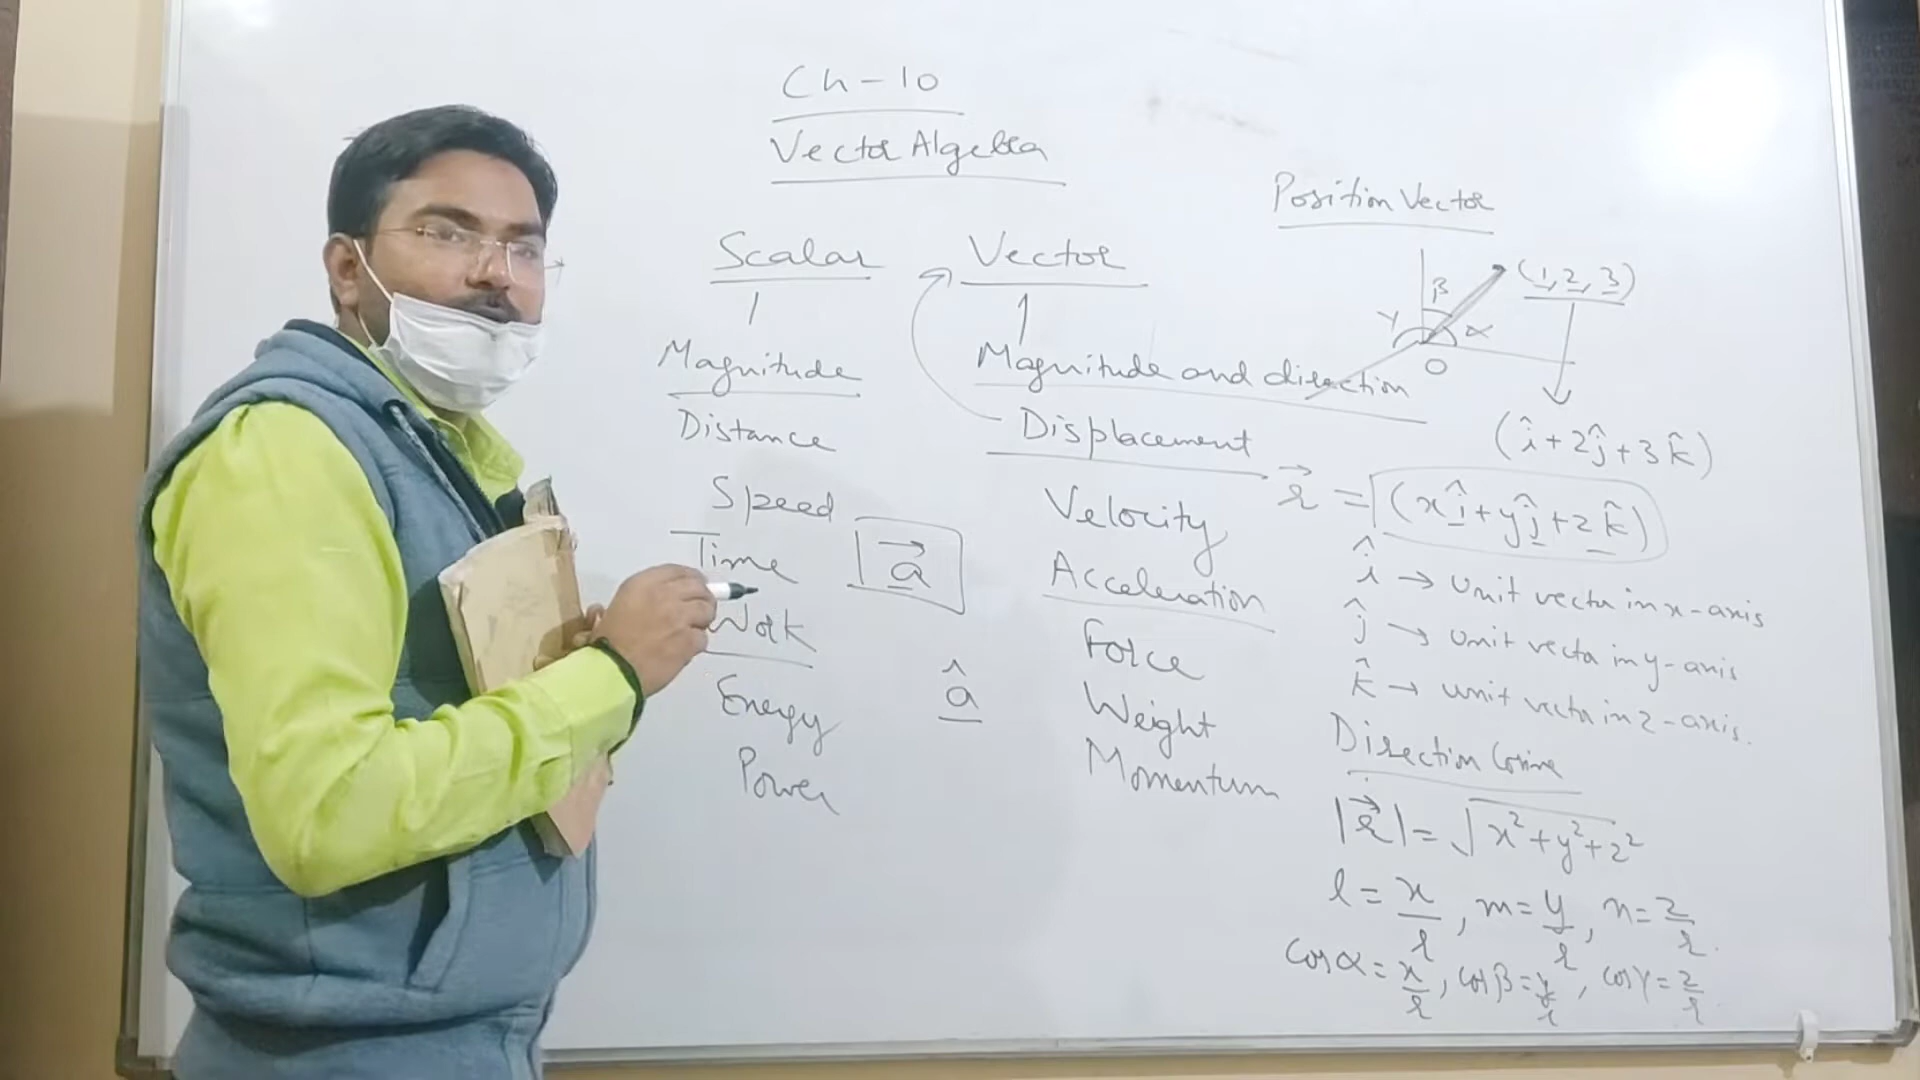 Ch-10
Vector Algebra
Scalar
Magnitude
Distance
Speed
Time
Work
Energy
Power
a⃗
â
Vector
Magnitude and direction
Displacement
Velocity
Acceleration
Force
Weight
Momentum
Position Vector
(1, 2, 3)
β
γ α
O
(î+2ĵ+3k̂)
r⃗ = (xî+yĵ+zk̂)
î → Unit vector in x-axis
ĵ → Unit vector in y-axis
k̂ → unit vector in z-axis.
Direction Cosine
|r⃗| = √x²+y²+z²
l = x/r, m = y/r, n = z/r.
cos α = x/r, cos β = y/r, cos γ = z/r